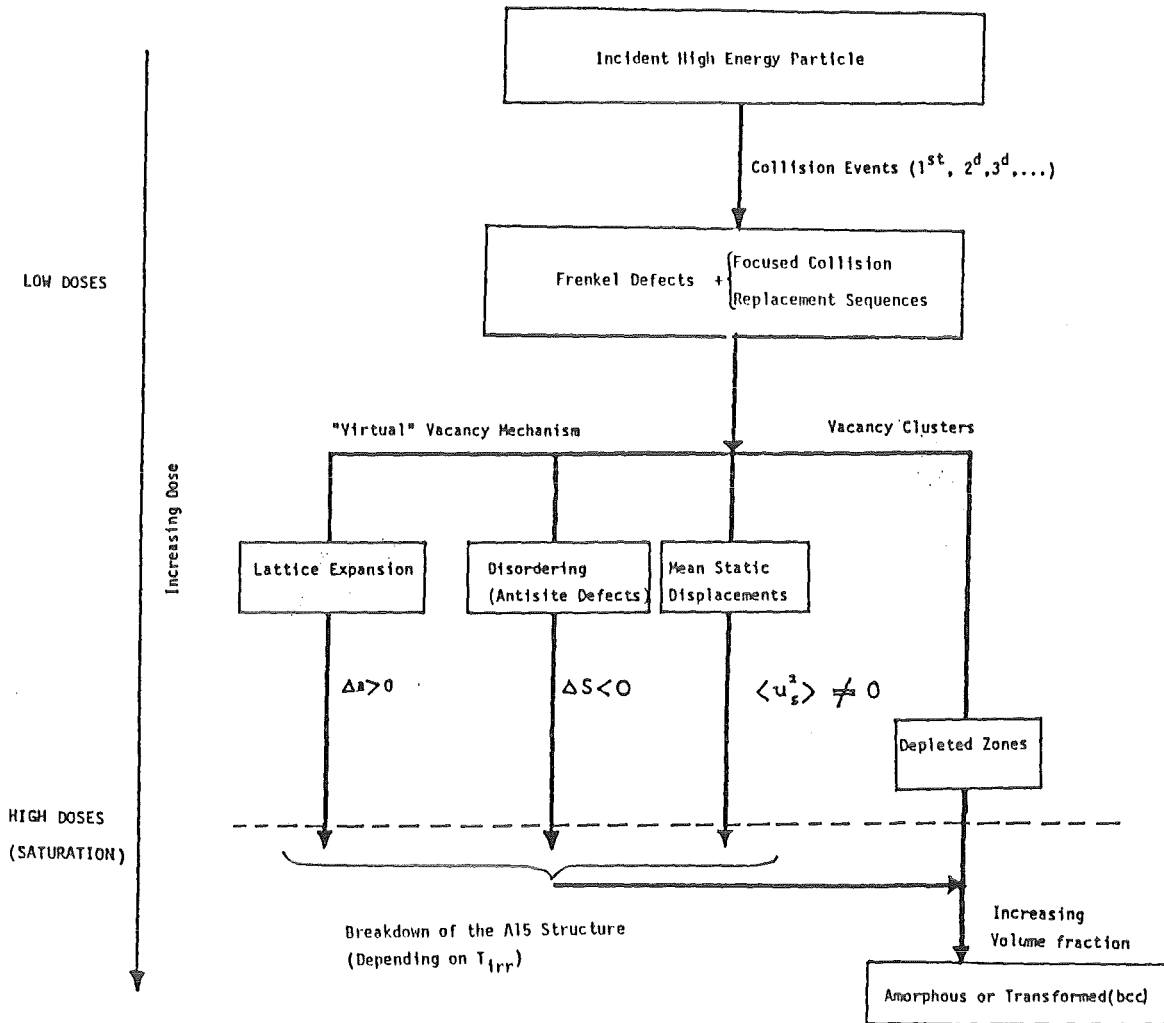 Incident High Energy Particle
Collision Events (1st, 2d,3d,...)
LOW DOSES
Frenkel Defects + { Focused Collision
Replacement Sequences
"Virtual" Vacancy Mechanism
Vacancy Clusters
Increasing Dose
Lattice Expansion
Disordering
(Antisite Defects)
Mean Static
Displacements
Δa>0
ΔS<0
<u_s^2> ≠ 0
Depleted Zones
HIGH DOSES
(SATURATION)
Breakdown of the A15 Structure
(Depending on T_irr)
Increasing
Volume fraction
Amorphous or Transformed(bcc)